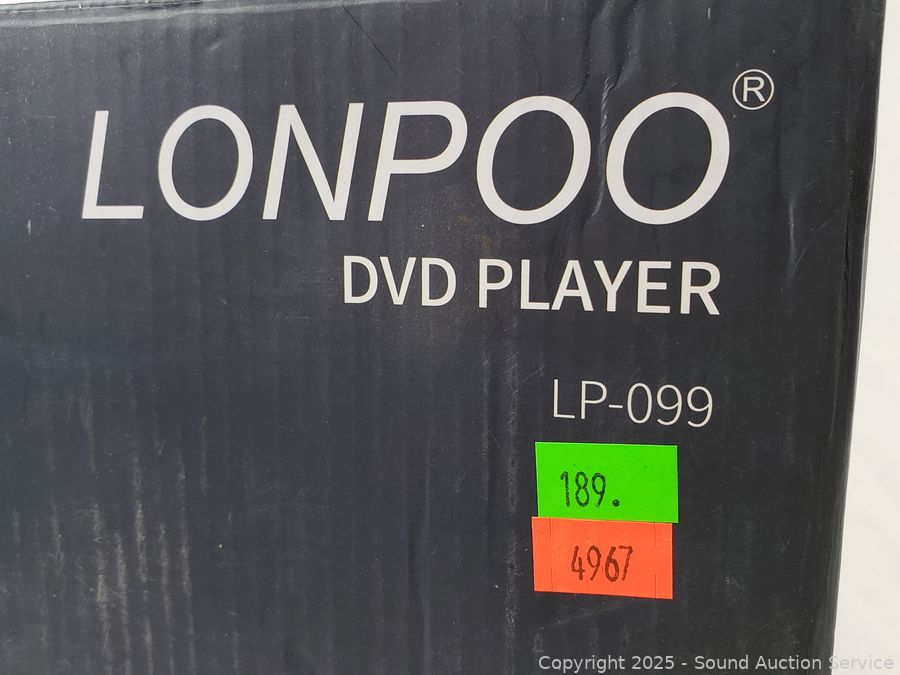 LONPOO®
DVD PLAYER
LP-099
189.
4967
Copyright 2025 - Sound Auction Service